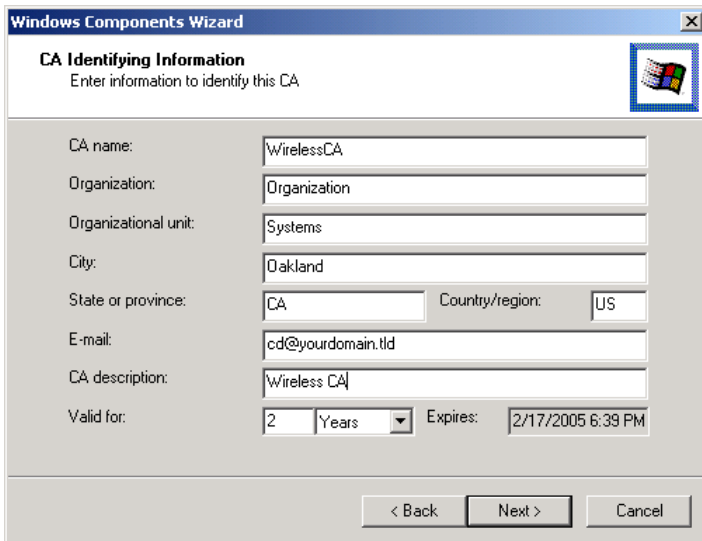 Windows Components Wizard
CA Identifying Information
Enter information to identify this CA
CA name: WirelessCA
Organization: Organization
Organizational unit: Systems
City: Oakland
State or province: CA Country/region: US
E-mail: cd@yourdomain.tld
CA description: Wireless CA
Valid for: 2 Years Expires: 2/17/2005 6:39 PM
< Back Next > Cancel